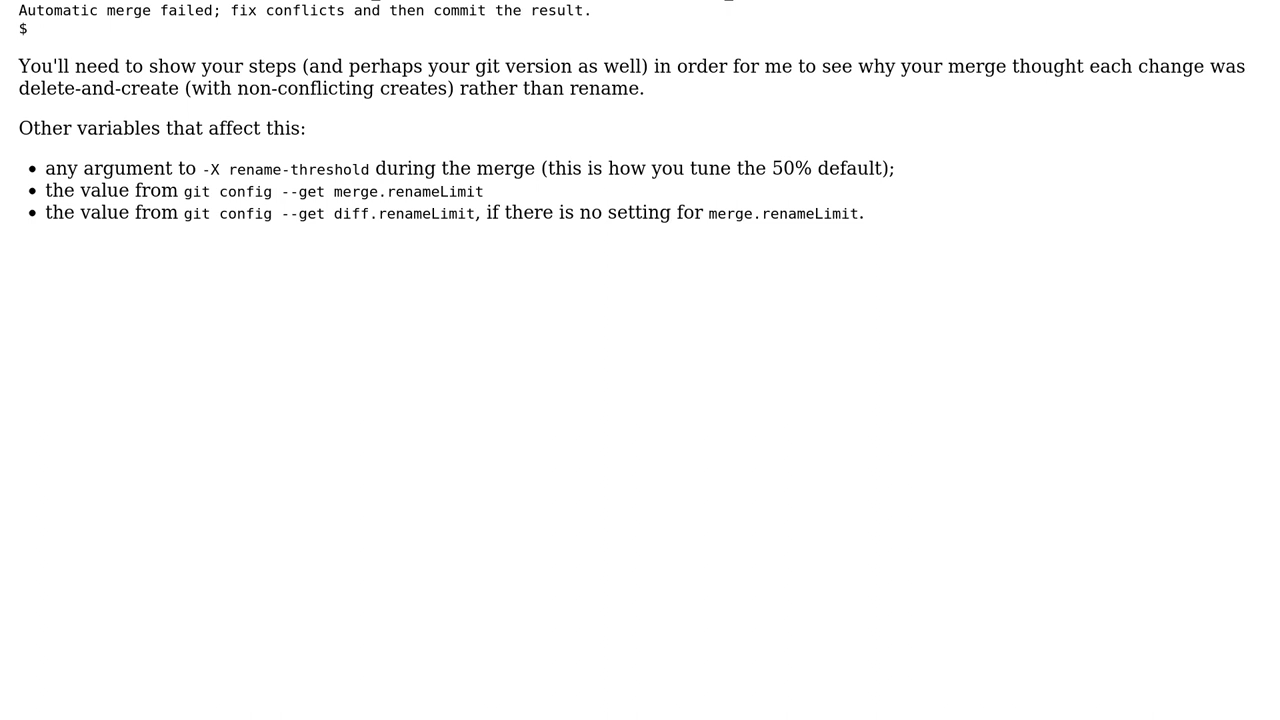 Automatic merge failed; fix conflicts and then commit the result.
$
You'll need to show your steps (and perhaps your git version as well) in order for me to see why your merge thought each change was
delete-and-create (with non-conflicting creates) rather than rename.
Other variables that affect this:
• any argument to -X rename-threshold during the merge (this is how you tune the 50% default);
• the value from git config --get merge.renameLimit
• the value from git config --get diff.renameLimit, if there is no setting for merge.renameLimit.